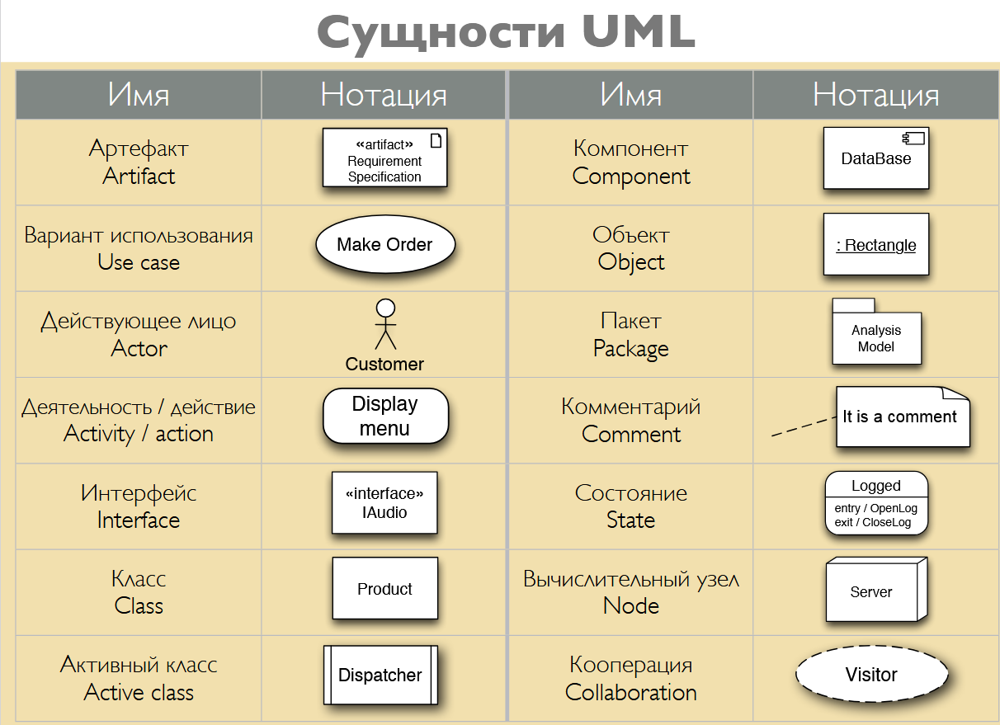 Сущности UML
Имя
Нотация
Имя
Нотация
Артефакт
Artifact
«artifact»
Requirement
Specification
Компонент
Component
DataBase
Вариант использования
Use case
Make Order
Объект
Object
: Rectangle
Действующее лицо
Actor
Customer
Пакет
Package
Analysis
Model
Деятельность / действие
Activity / action
Display
menu
Комментарий
Comment
It is a comment
Интерфейс
Interface
«interface»
IAudio
Состояние
State
Logged
entry / OpenLog
exit / CloseLog
Класс
Class
Product
Вычислительный узел
Node
Server
Активный класс
Active class
Dispatcher
Кооперация
Collaboration
Visitor